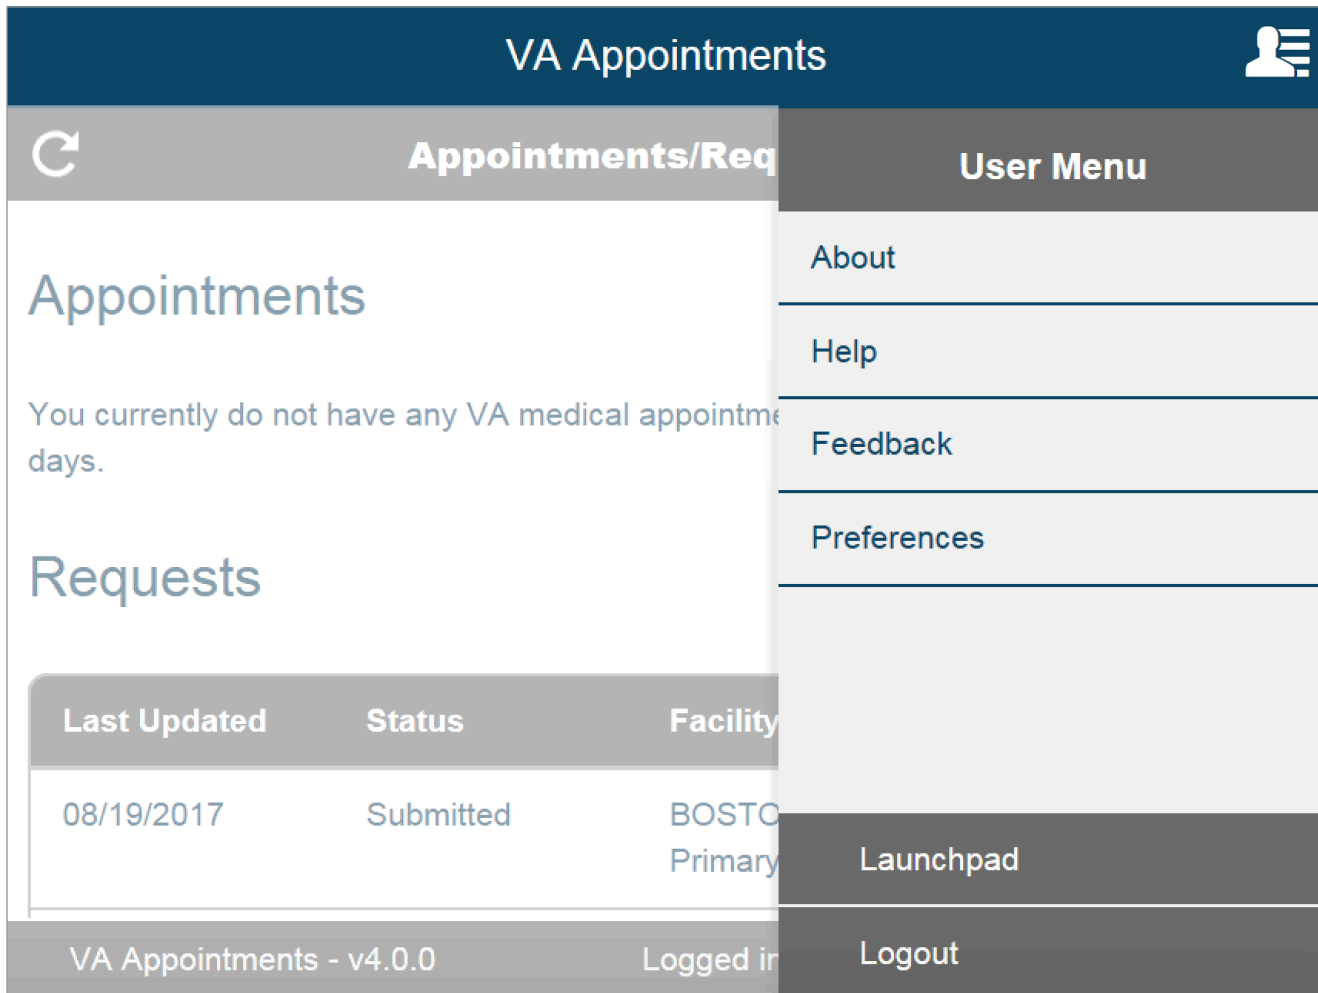 VA Appointments
Appointments/Req
User Menu
About
Help
Feedback
Preferences
Launchpad
Logout
Appointments
You currently do not have any VA medical appointme
days.
Requests
Last Updated Status Facility
08/19/2017 Submitted BOSTO
Primary
VA Appointments - v4.0.0 Logged in